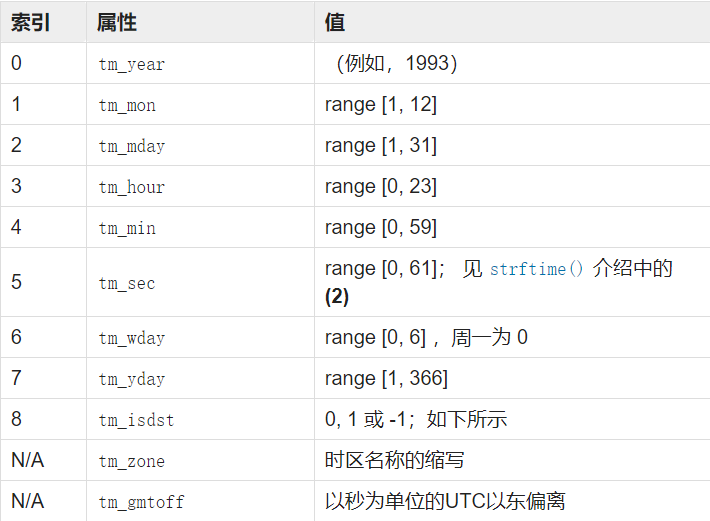 索引 属性 值
0 tm_year （例如，1993）
1 tm_mon range [1, 12]
2 tm_mday range [1, 31]
3 tm_hour range [0, 23]
4 tm_min range [0, 59]
5 tm_sec range [0, 61]； 见 strftime() 介绍中的
(2)
6 tm_wday range [0, 6] ，周一为 0
7 tm_yday range [1, 366]
8 tm_isdst 0, 1 或 -1；如下所示
N/A tm_zone 时区名称的缩写
N/A tm_gmtoff 以秒为单位的UTC以东偏离